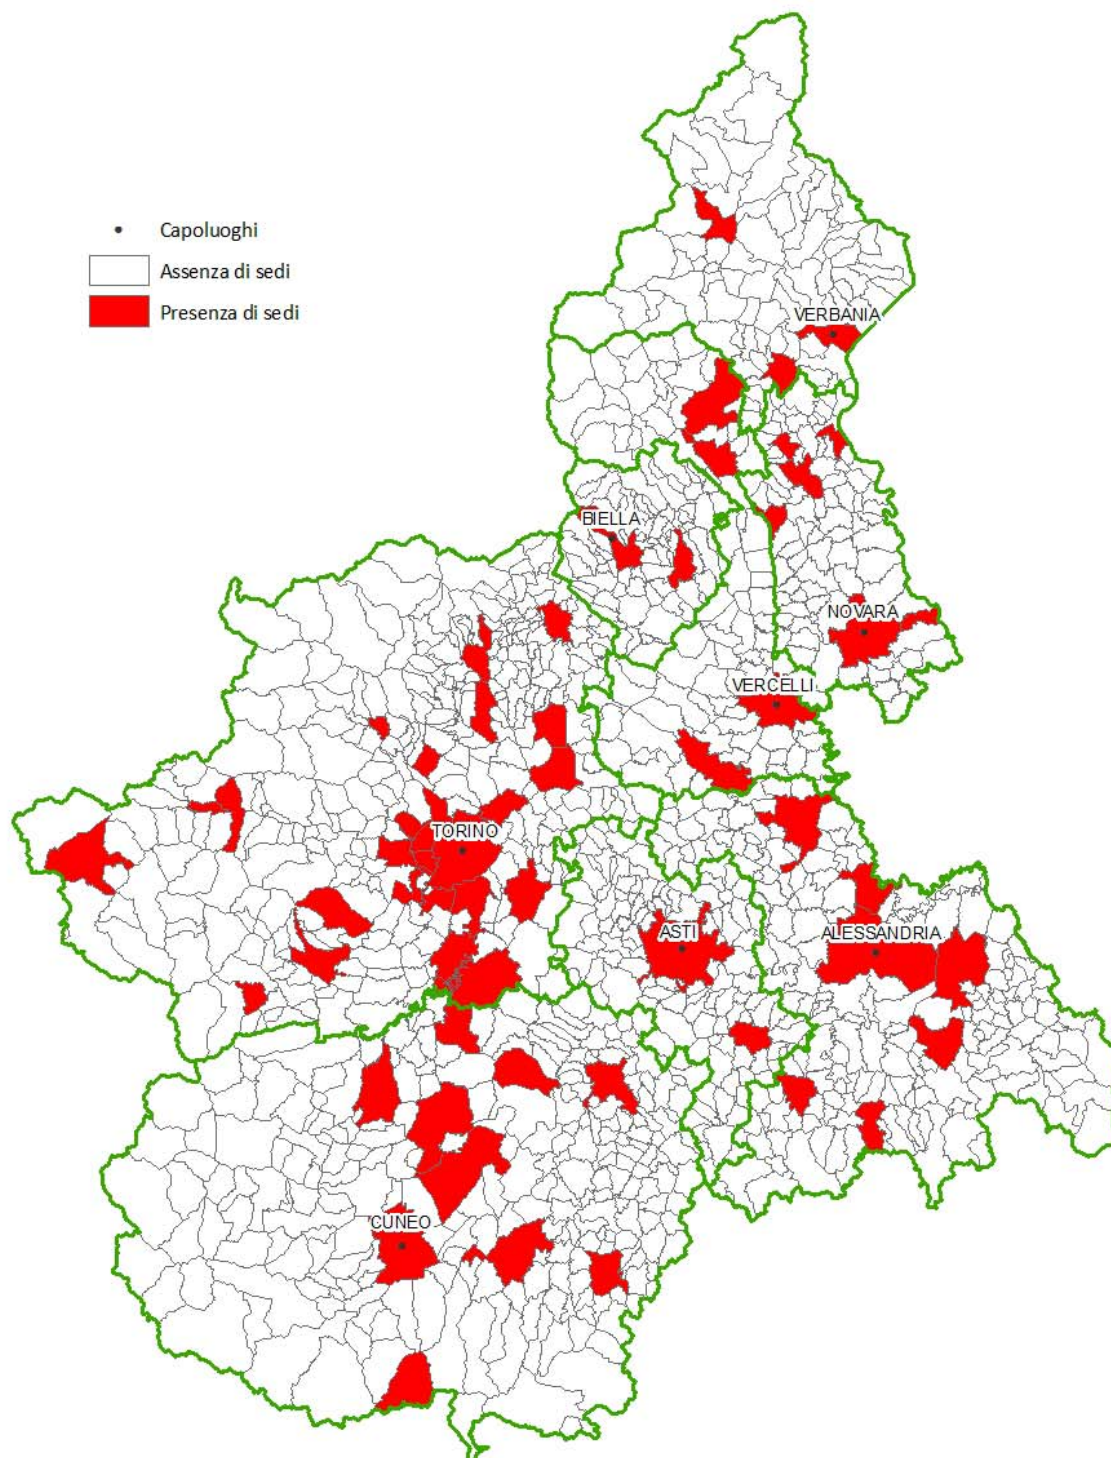 Capoluoghi
Assenza di sedi
Presenza di sedi
VERBANIA
BIELLA
NOVARA
VERCELLI
TORINO
ASTI
ALESSANDRIA
CUNEO